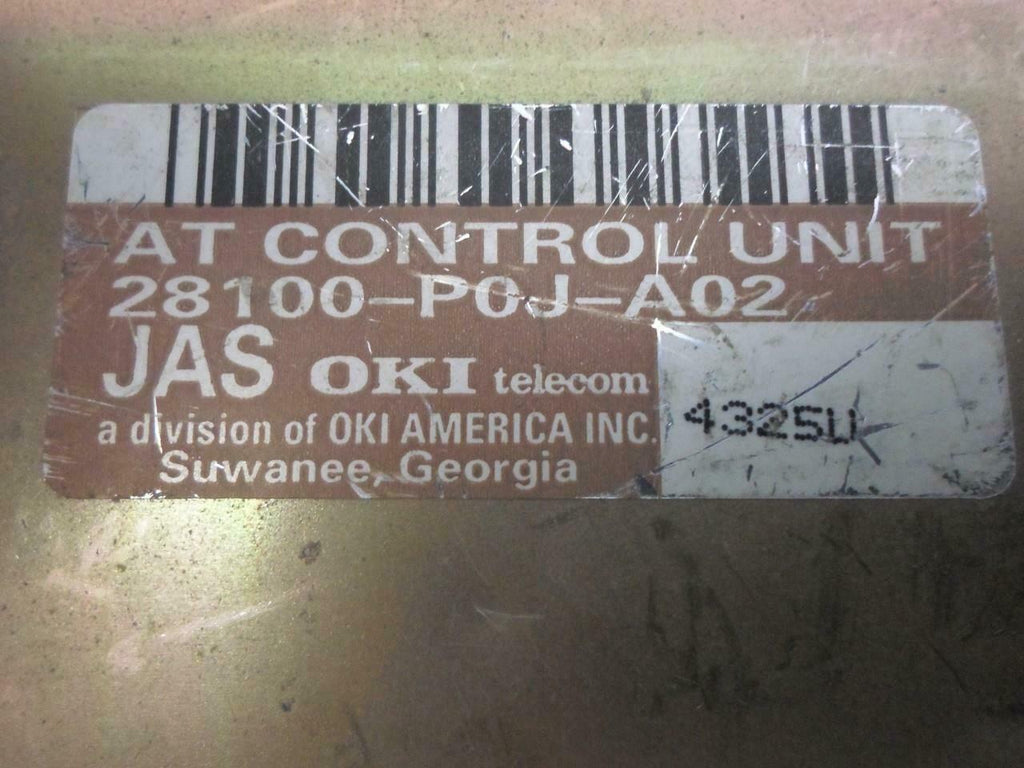 AT CONTROL UNIT
28100-P0J-A02
JAS OKI telecom
a division of OKI AMERICA INC.
Suwanee, Georgia
4325U